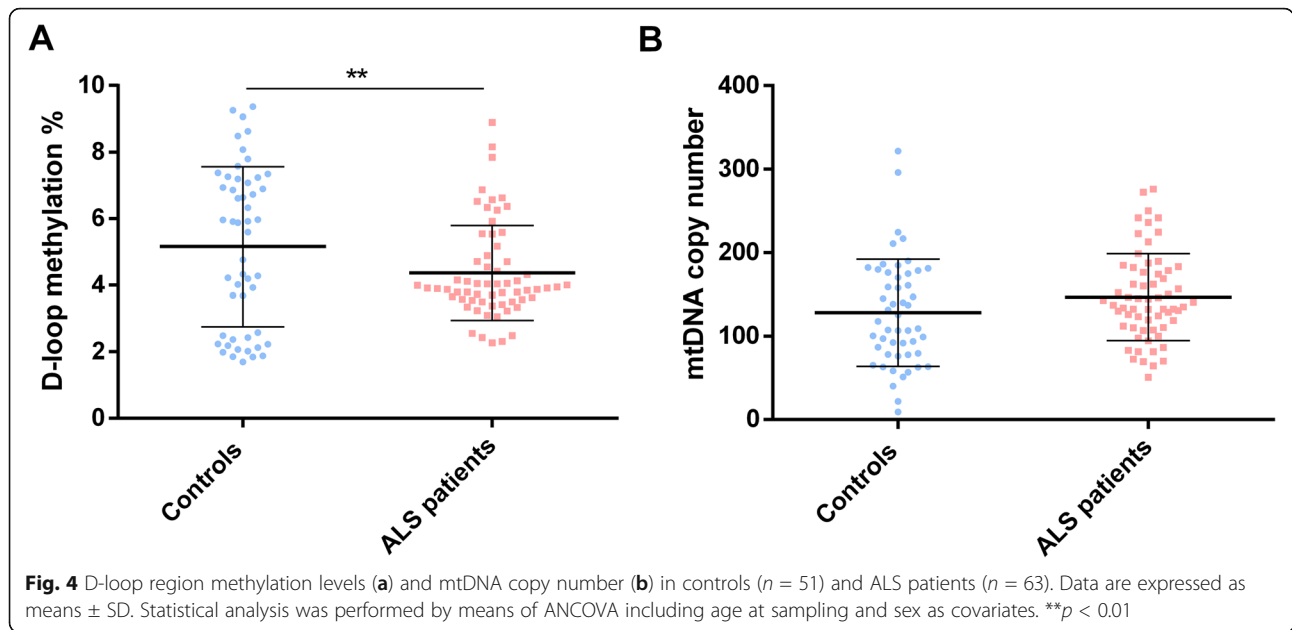 A
B
**
D-loop methylation %
10
8
6
4
2
0
Controls
ALS patients
mtDNA copy number
400
300
200
100
0
Controls
ALS patients
Fig. 4 D-loop region methylation levels (a) and mtDNA copy number (b) in controls (n = 51) and ALS patients (n = 63). Data are expressed as
means ± SD. Statistical analysis was performed by means of ANCOVA including age at sampling and sex as covariates. **p < 0.01